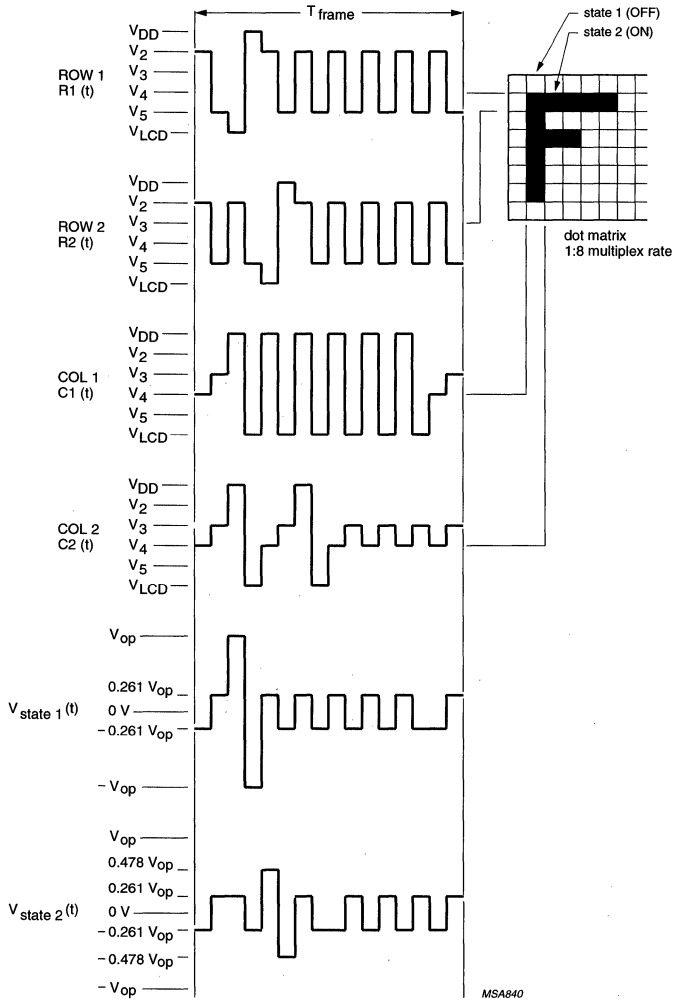 T frame
state 1 (OFF)
state 2 (ON)
ROW 1
R1 (t)
VDD
V2
V3
V4
V5
VLCD
ROW 2
R2 (t)
VDD
V2
V3
V4
V5
VLCD
dot matrix
1:8 multiplex rate
COL 1
C1 (t)
VDD
V2
V3
V4
V5
VLCD
COL 2
C2 (t)
VDD
V2
V3
V4
V5
VLCD
Vstate 1(t)
Vop
0.261 Vop
0 V
− 0.261 Vop
− Vop
Vstate 2(t)
Vop
0.478 Vop
0.261 Vop
0 V
− 0.261 Vop
− 0.478 Vop
− Vop
MSA840